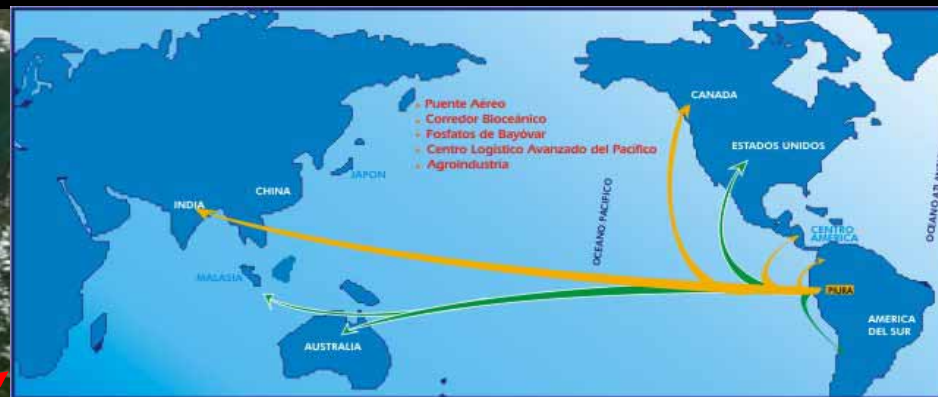 Puente Aéreo
Corredor Bioceánico
Fosfatos de Bayóvar
Centro Logístico Avanzado del Pacifico
Agroindustria
CANADA
ESTADOS UNIDOS
OCEANO PACIFICO
JAPON
CHINA
INDIA
CENTRO
AMERICA
MALASIA
PIURA
AMERICA
DEL SUR
AUSTRALIA